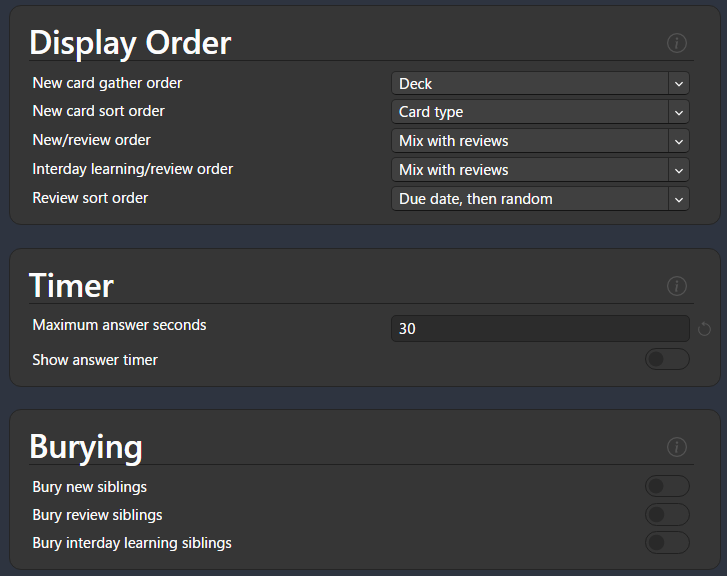 Display Order
New card gather order Deck
New card sort order Card type
New/review order Mix with reviews
Interday learning/review order Mix with reviews
Review sort order Due date, then random
Timer
Maximum answer seconds 30
Show answer timer
Burying
Bury new siblings
Bury review siblings
Bury interday learning siblings